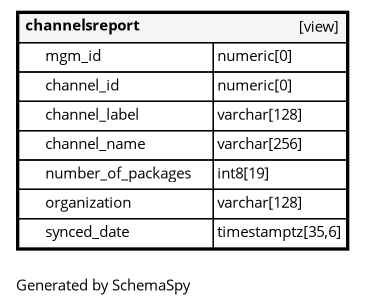 channelsreport [view]
mgm_id numeric[0]
channel_id numeric[0]
channel_label varchar[128]
channel_name varchar[256]
number_of_packages int8[19]
organization varchar[128]
synced_date timestamptz[35,6]
Generated by SchemaSpy